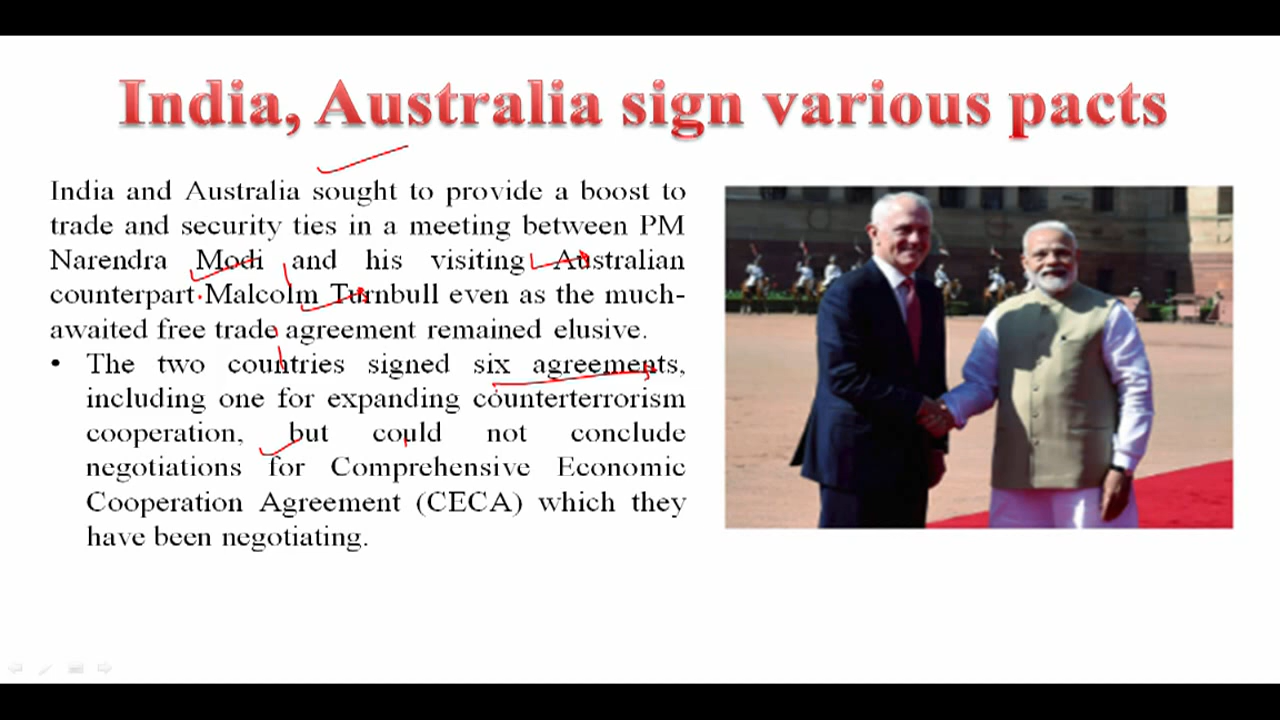 India, Australia sign various pacts
India and Australia sought to provide a boost to
trade and security ties in a meeting between PM
Narendra Modi and his visiting Australian
counterpart Malcolm Turnbull even as the much-
awaited free trade agreement remained elusive.
• The two countries signed six agreements,
including one for expanding counterterrorism
cooperation, but could not conclude
negotiations for Comprehensive Economic
Cooperation Agreement (CECA) which they
have been negotiating.